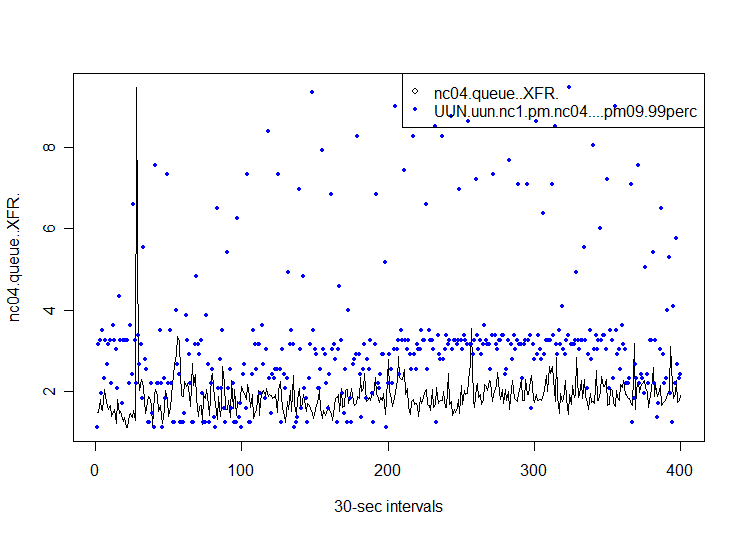 nc04.queue..XFR.
UUN.uun.nc1.pm.nc04....pm09.99perc
nc04.queue..XFR.
8
6
4
2
0 100 200 300 400
30-sec intervals